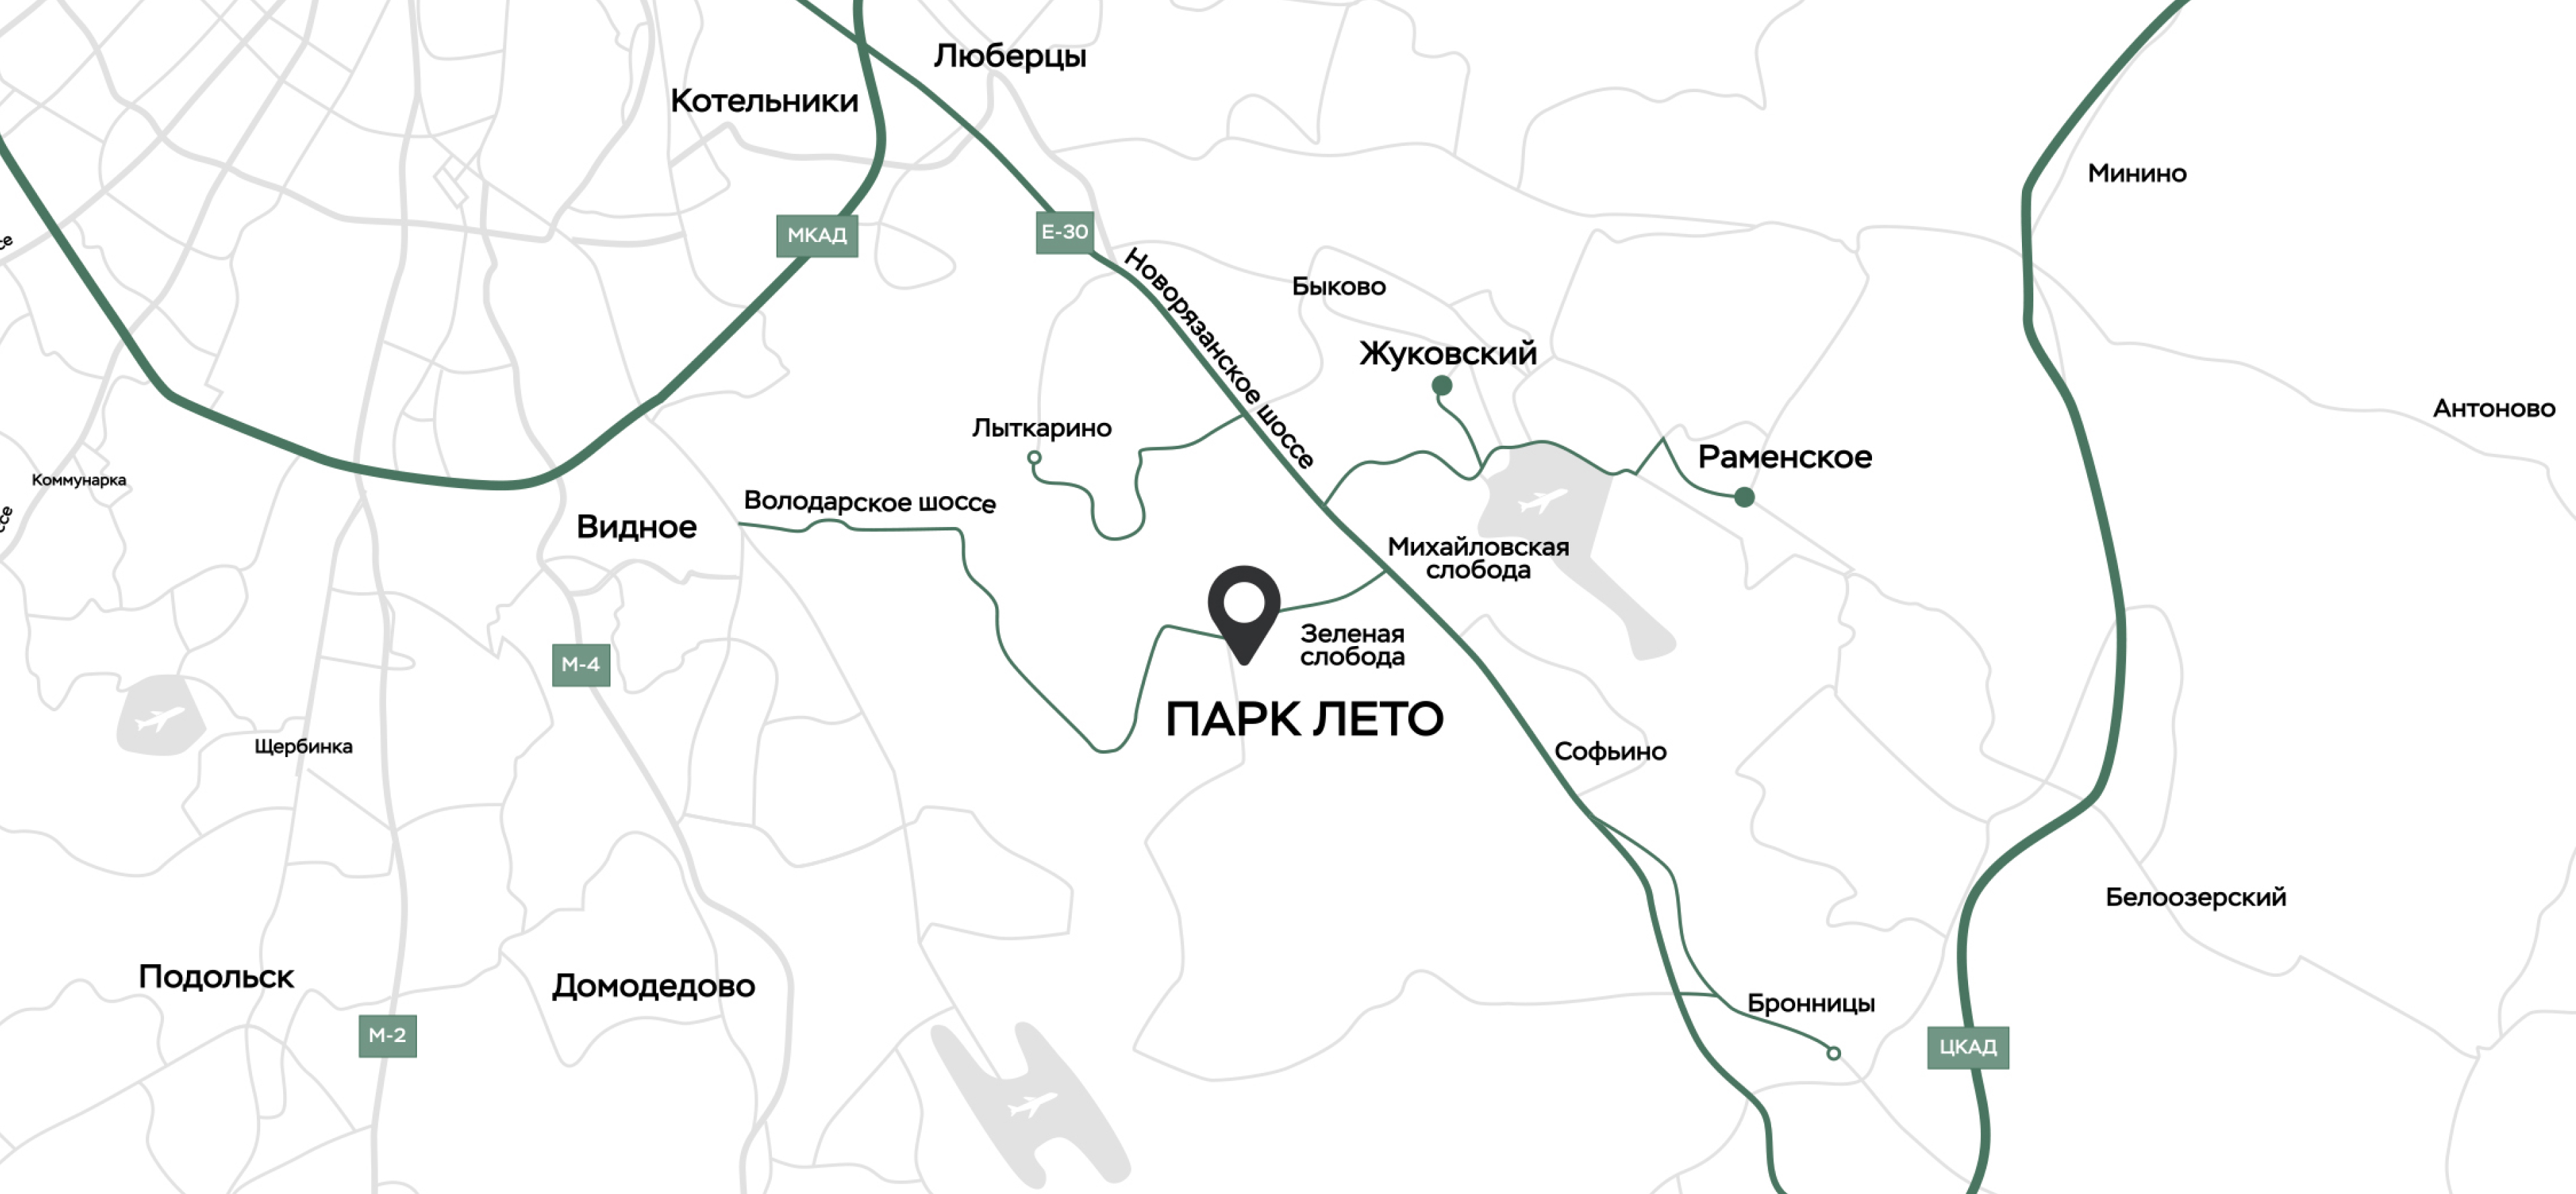 Люберцы
Котельники
Минино
МКАД
Е-30
Новорязанское шоссе
Быково
Жуковский
Антоново
Лыткарино
Раменское
Коммунарка
Володарское шоссе
Видное
Михайловская
слобода
Зеленая
слобода
М-4
ПАРК ЛЕТО
Щербинка
Софьино
Белоозерский
Подольск
Домодедово
Бронницы
М-2
ЦКАД